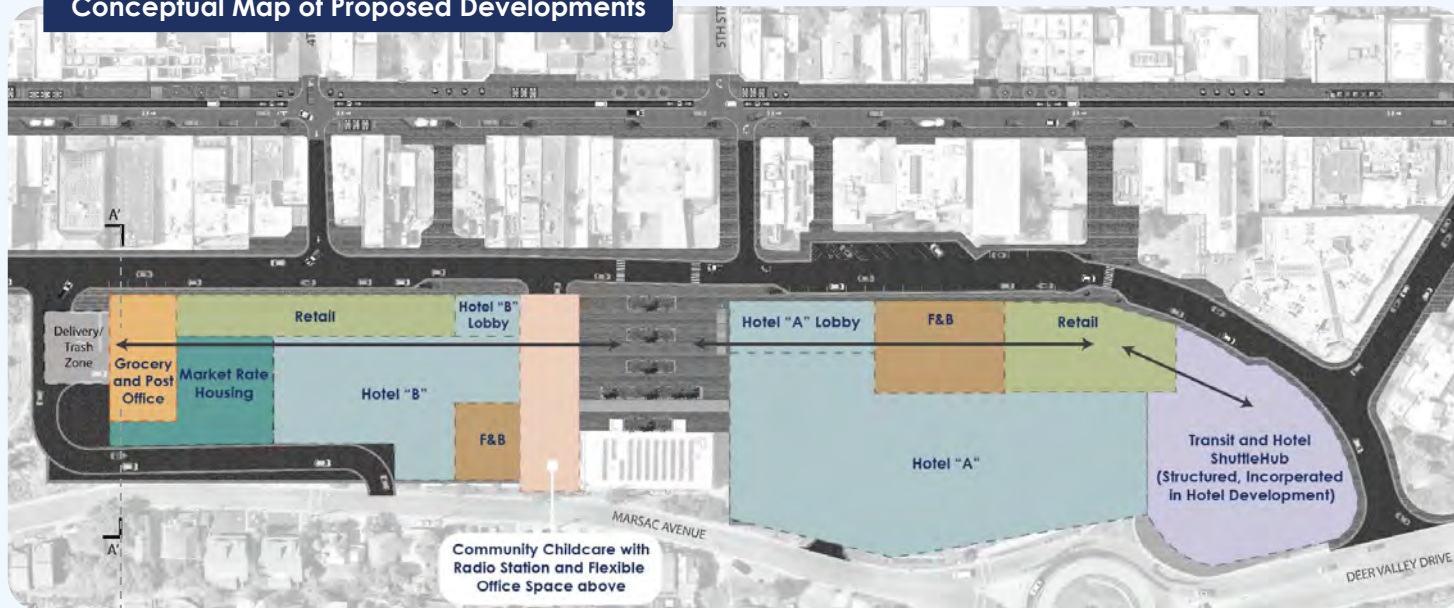 Conceptual Map of Proposed Developments
5TH ST
A'
Delivery/
Trash
Zone
Grocery
and Post
Office
Retail
Market Rate
Housing
Hotel "B"
Lobby
Hotel "B"
F&B
Hotel "A" Lobby
F&B
Retail
Hotel "A"
Transit and Hotel
ShuttleHub
(Structured, Incorperated
in Hotel Development)
A'
MARSAC AVENUE
Community Childcare with
Radio Station and Flexible
Office Space above
DEER VALLEY DRIVE